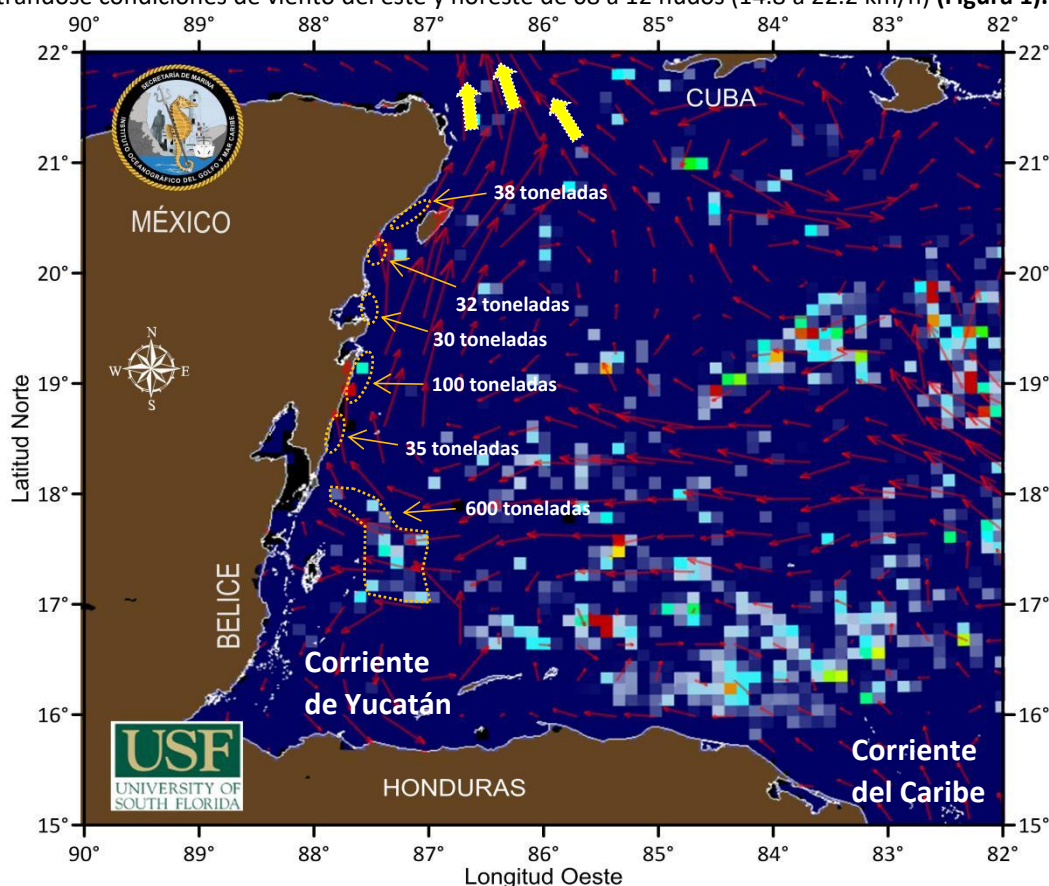 trándose condiciones de viento del este y noreste de 08 a 12 nudos (14.8 a 22.2 km/h) (Figura 1).
90° 89° 88° 87° 86° 85° 84° 83° 82°
22° 22°
SECRETARÍA DE MARINA
INSTITUTO OCEANOGRÁFICO DEL GOLFO Y MAR CARIBE
CUBA
21° 21°
38 toneladas
MÉXICO
20° 20°
32 toneladas
30 toneladas
N
W E
S
19° 19°
100 toneladas
35 toneladas
Latitud Norte
18° 18°
600 toneladas
BELICE
17° 17°
Corriente
de Yucatán
16° 16°
USF
UNIVERSITY OF
SOUTH FLORIDA
HONDURAS
Corriente
del Caribe
15° 15°
90° 89° 88° 87° 86° 85° 84° 83° 82°
Longitud Oeste